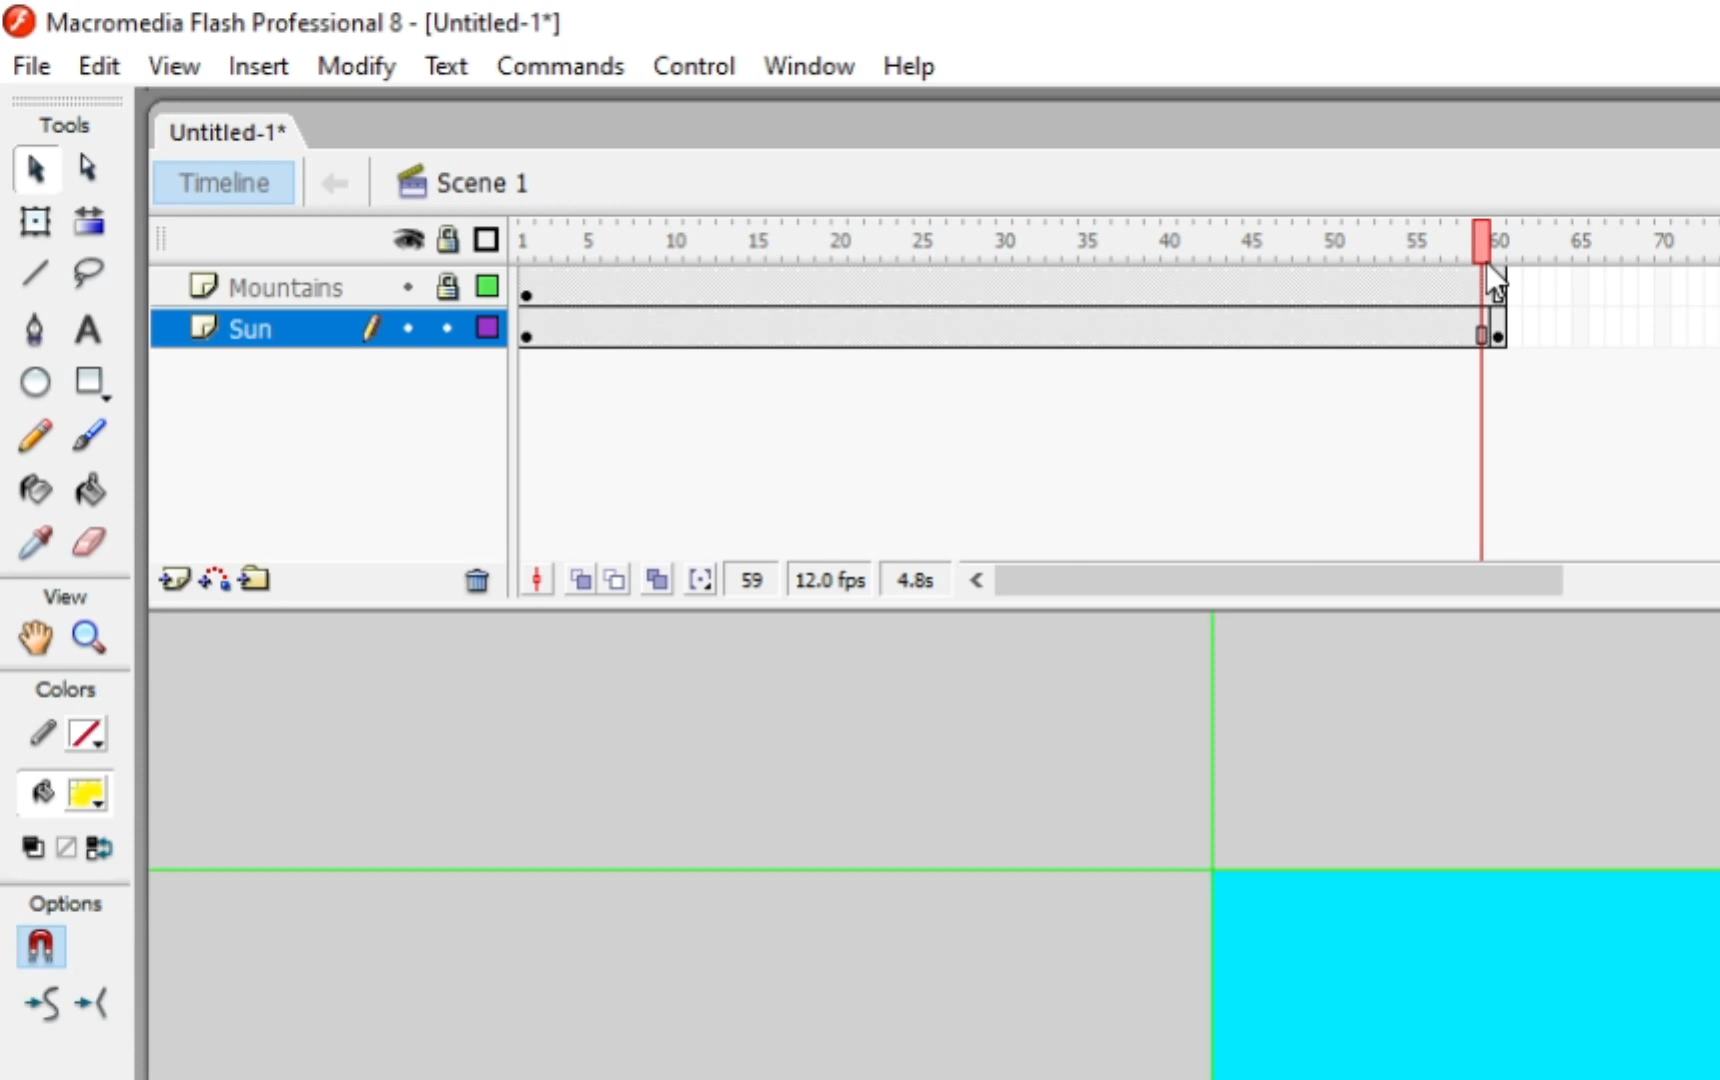 Macromedia Flash Professional 8 - [Untitled-1*]
File Edit View Insert Modify Text Commands Control Window Help
Tools
Untitled-1*
Timeline
Scene 1
1 5 10 15 20 25 30 35 40 45 50 55 60 65 70
Mountains
Sun
59 12.0 fps 4.8s
View
Colors
Options